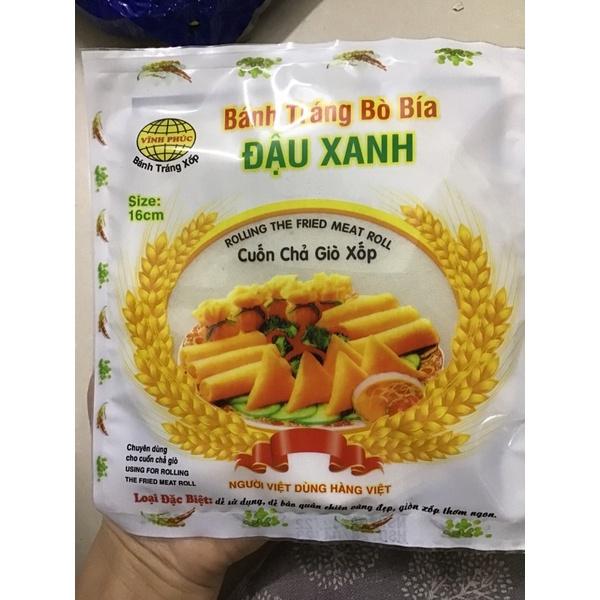 VĨNH PHÚC
Bánh Tráng Xốp
Bánh Tráng Bò Bía
ĐẬU XANH
Size:
16cm
ROLLING THE FRIED MEAT ROLL
Cuốn Chả Giò Xốp
Chuyên dùng
cho cuốn chả giò
USING FOR ROLLING
THE FRIED MEAT ROLL
NGƯỜI VIỆT DÙNG HÀNG VIỆT
Loại Đặc Biệt: dễ sử dụng, dễ bảo quản chiên vàng đẹp, giòn xốp thơm ngon.